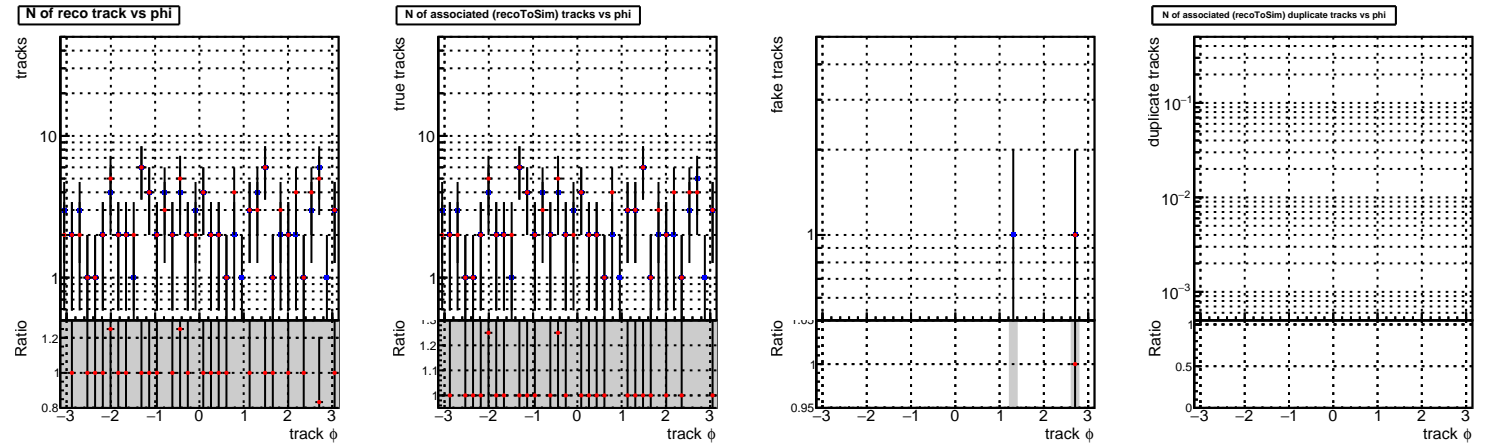 N of reco track vs phi
tracks
10
1
Ratio
1.2
1
0.8
−3 −2 −1 0 1 2 3
track ϕ
N of associated (recoToSim) tracks vs phi
true tracks
10
1
Ratio
1.3
1.2
1.1
1
−3 −2 −1 0 1 2 3
track ϕ
fake tracks
1
Ratio
1.05
1
0.95
−3 −2 −1 0 1 2 3
track ϕ
N of associated (recoToSim) duplicate tracks vs phi
duplicate tracks
10⁻¹
10⁻²
10⁻³
Ratio
1
0.5
0
−3 −2 −1 0 1 2 3
track ϕ